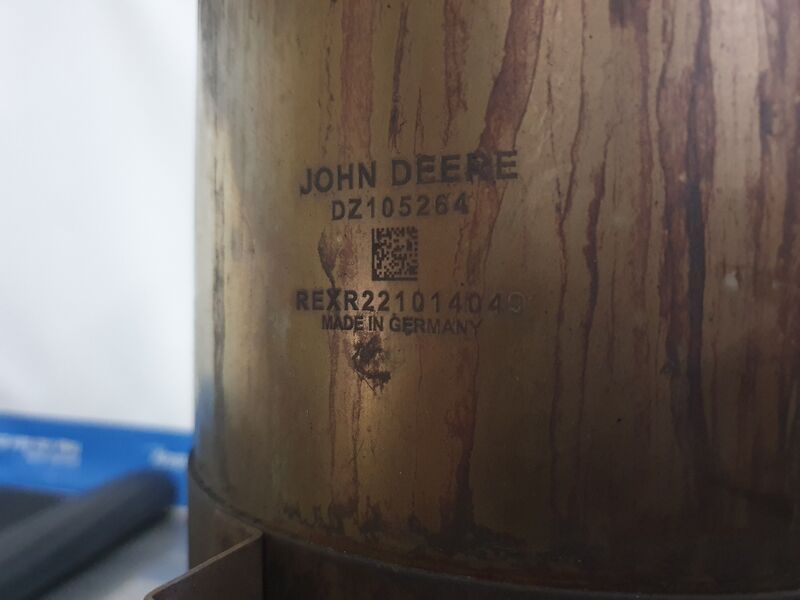 JOHN DEERE
DZ105264
REXR221014049
MADE IN GERMANY